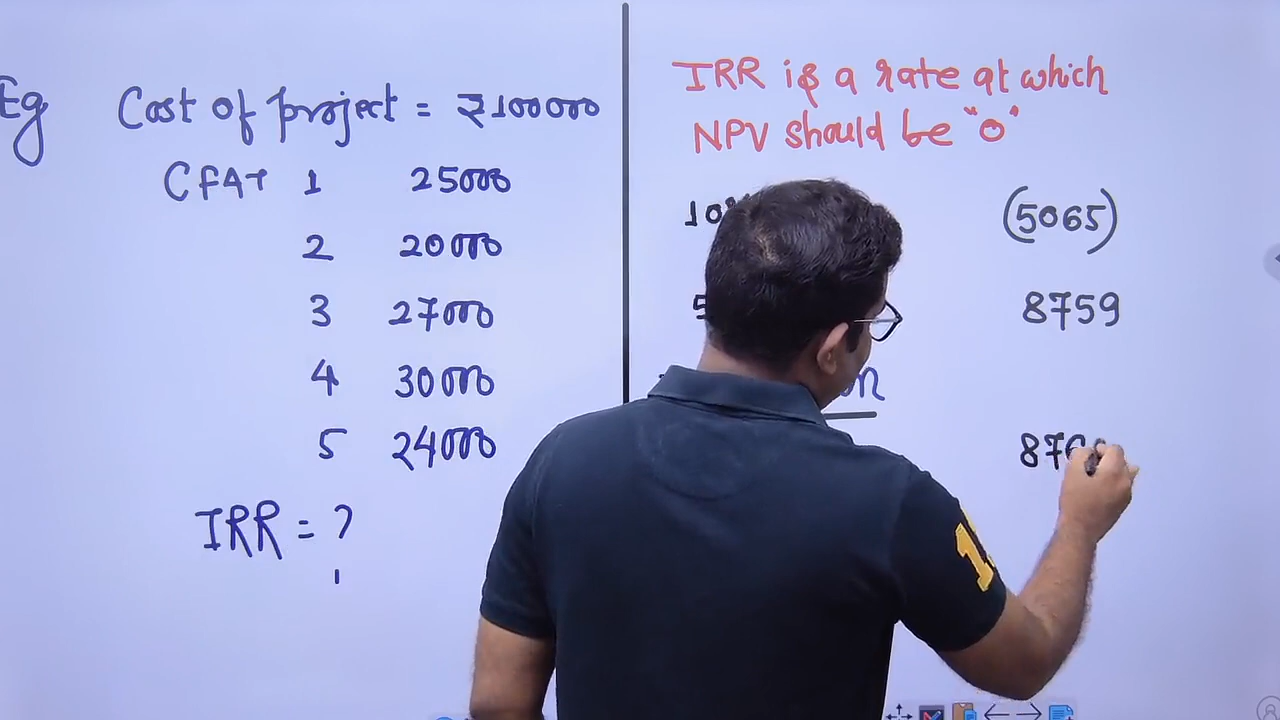 Eg Cost of project = ₹100000
CFAT 1 25000
2 20000
3 27000
4 30000
5 24000
IRR = ?
IRR is a rate at which
NPV should be "0"
(5065)
8759